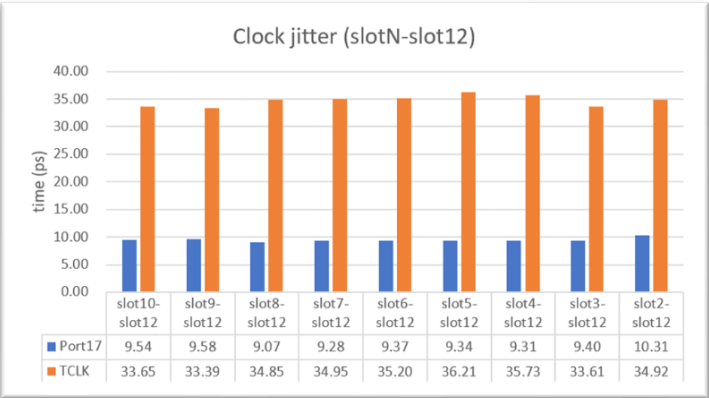 Clock jitter (slotN-slot12)
40.00
35.00
30.00
25.00
20.00
15.00
10.00
5.00
0.00
time (ps)
slot10- slot9- slot8- slot7- slot6- slot5- slot4- slot3- slot2-
slot12 slot12 slot12 slot12 slot12 slot12 slot12 slot12 slot12
Port17 9.54 9.58 9.07 9.28 9.37 9.34 9.31 9.40 10.31
TCLK 33.65 33.39 34.85 34.95 35.20 36.21 35.73 33.61 34.92